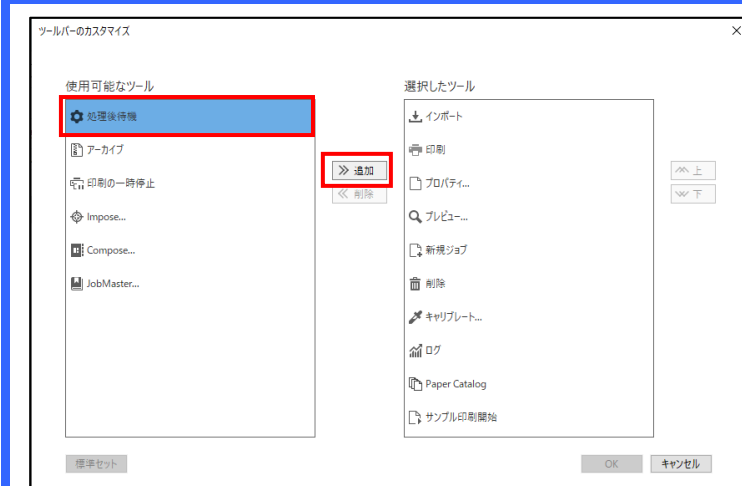 ツールバーのカスタマイズ
使用可能なツール
処理後待機
アーカイブ
印刷の一時停止
Impose...
Compose...
JobMaster...
追加
削除
選択したツール
インポート
印刷
プロパティ...
プレビュー...
新規ジョブ
削除
キャリブレート...
ログ
Paper Catalog
サンプル印刷開始
上
下
標準セット
OK
キャンセル